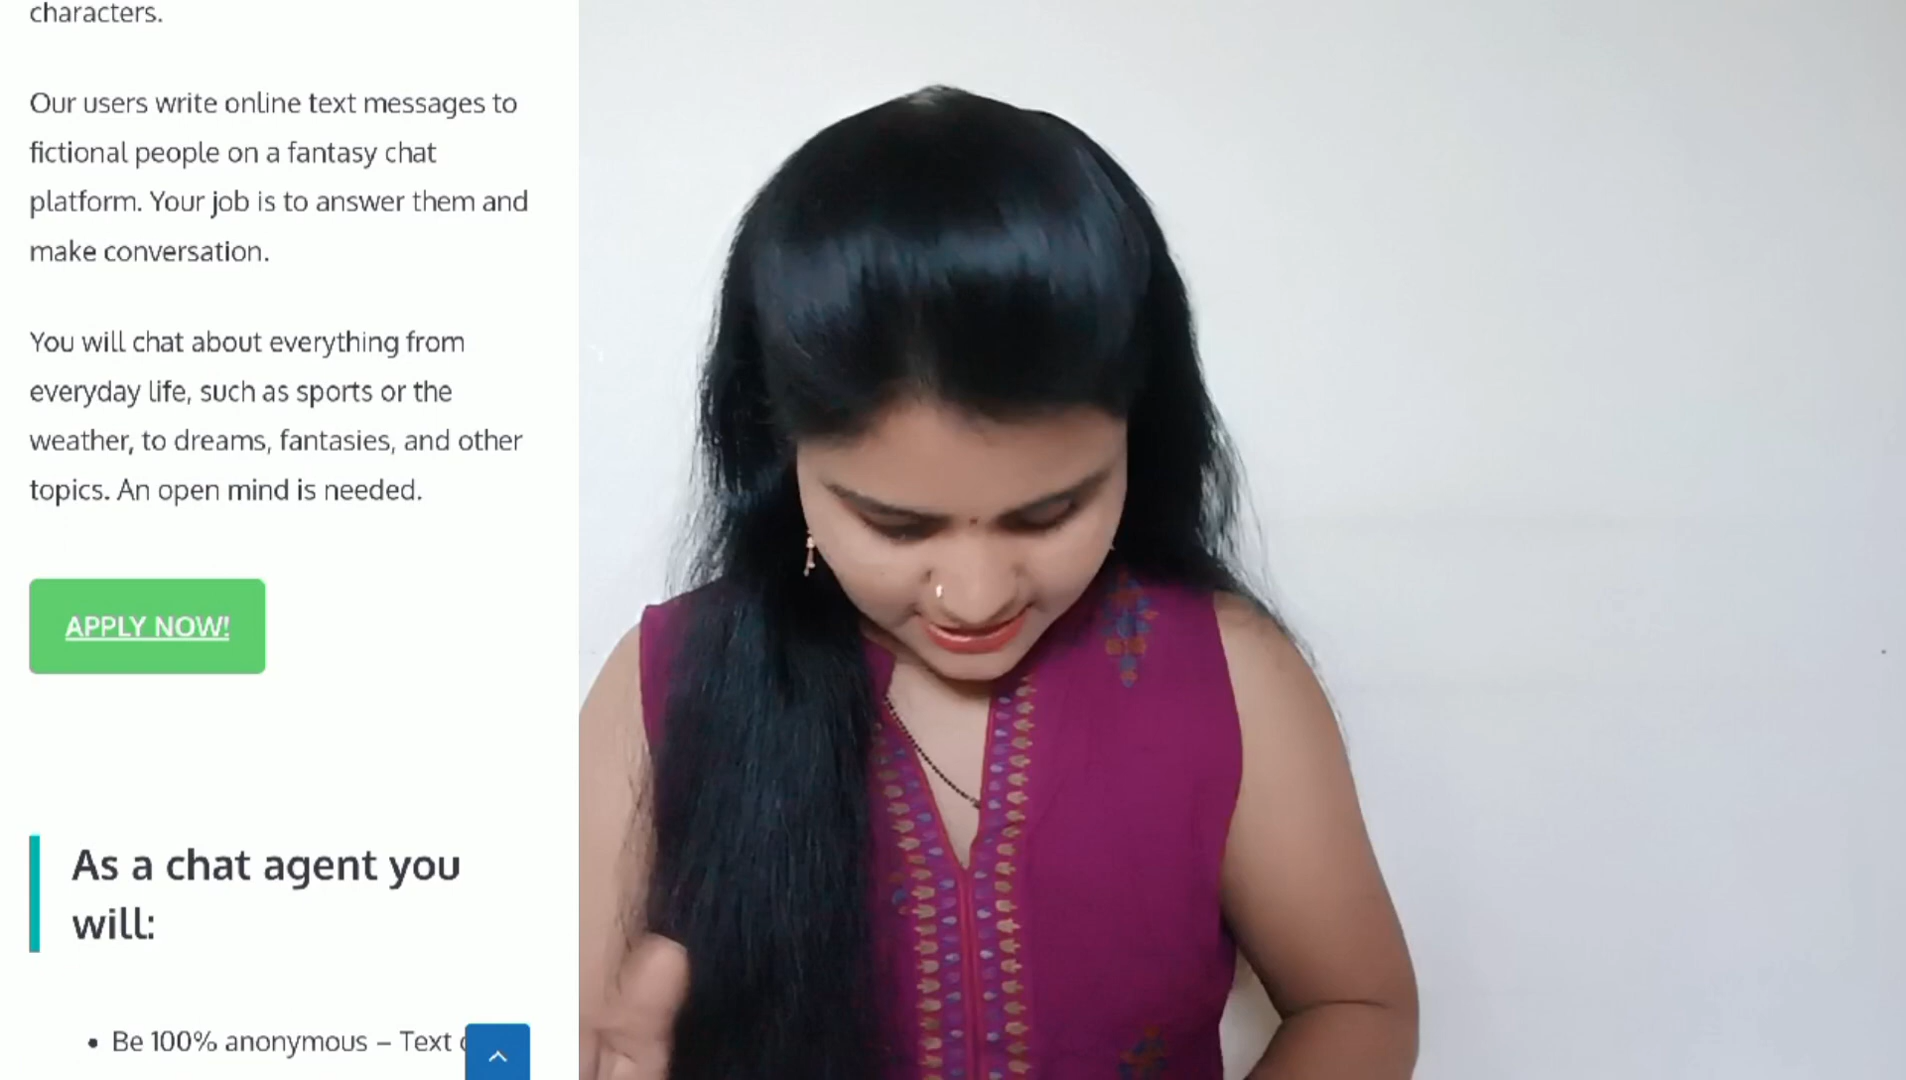 characters.
Our users write online text messages to
fictional people on a fantasy chat
platform. Your job is to answer them and
make conversation.
You will chat about everything from
everyday life, such as sports or the
weather, to dreams, fantasies, and other
topics. An open mind is needed.
APPLY NOW!
As a chat agent you
will:
• Be 100% anonymous – Text